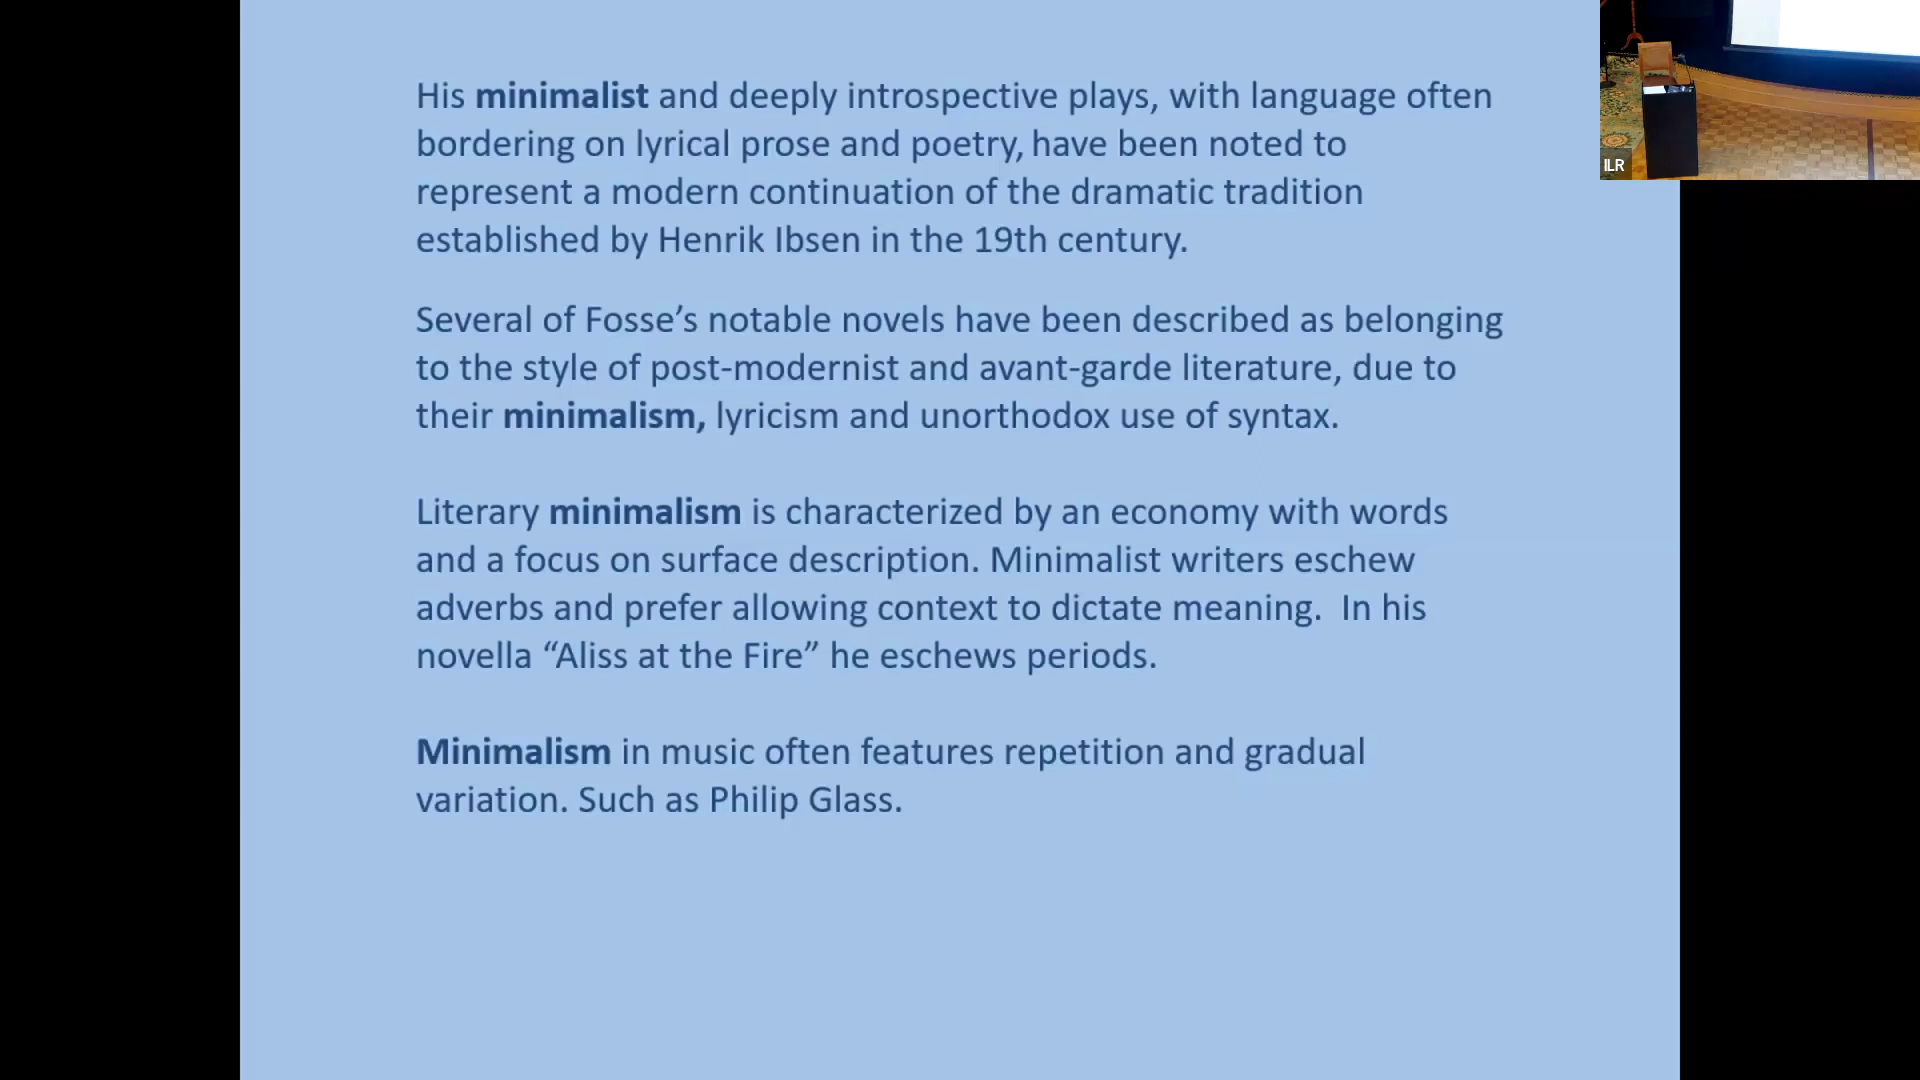 His minimalist and deeply introspective plays, with language often
bordering on lyrical prose and poetry, have been noted to
represent a modern continuation of the dramatic tradition
established by Henrik Ibsen in the 19th century.
Several of Fosse’s notable novels have been described as belonging
to the style of post-modernist and avant-garde literature, due to
their minimalism, lyricism and unorthodox use of syntax.
Literary minimalism is characterized by an economy with words
and a focus on surface description. Minimalist writers eschew
adverbs and prefer allowing context to dictate meaning.  In his
novella “Aliss at the Fire” he eschews periods.
Minimalism in music often features repetition and gradual
variation. Such as Philip Glass.
ILR